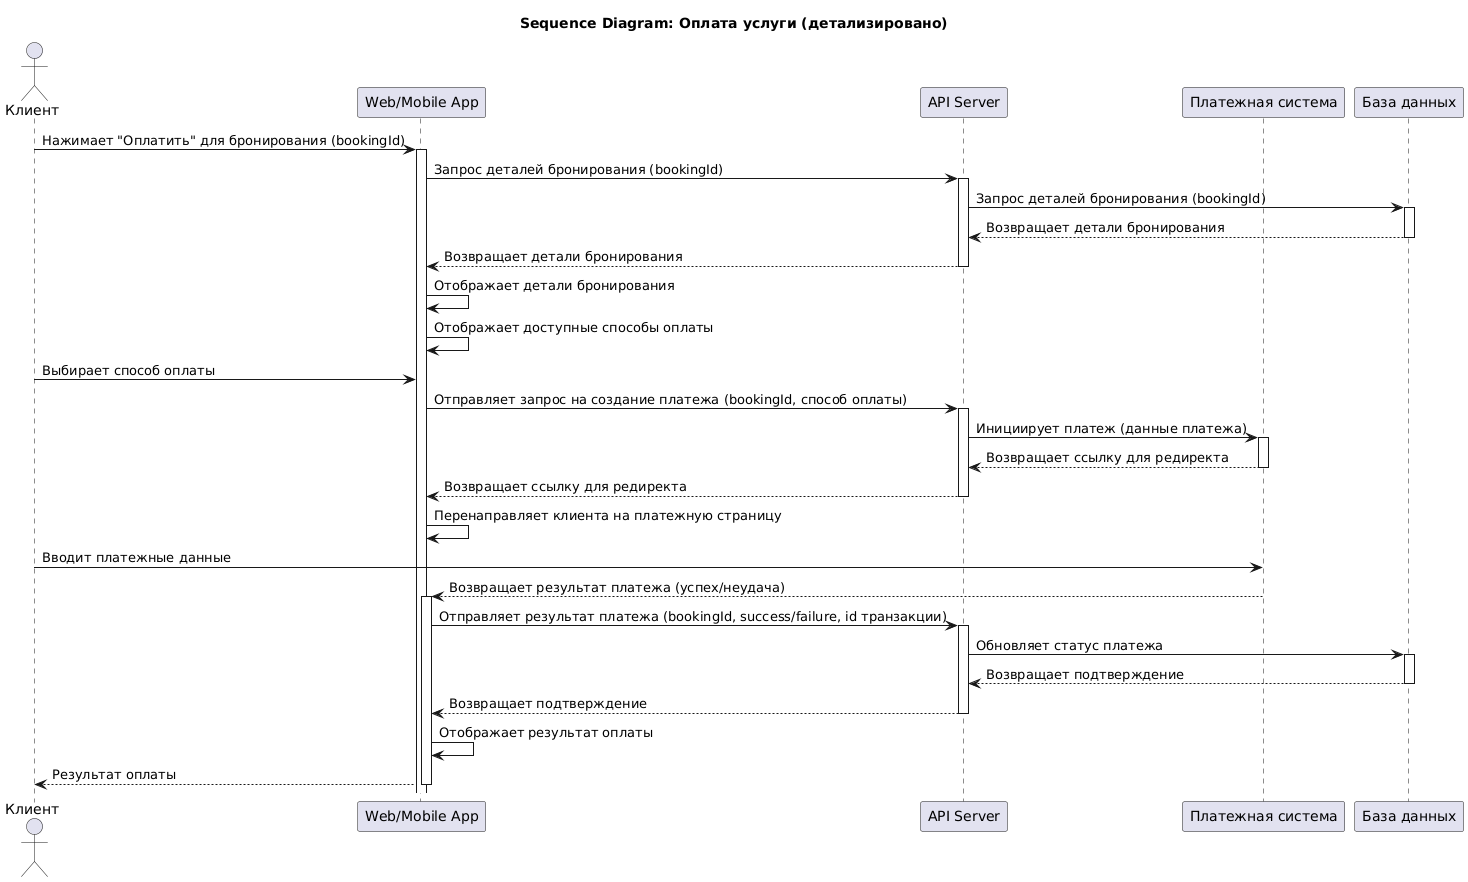 Sequence Diagram: Оплата услуги (детализировано)
Клиент
Web/Mobile App
API Server
Платежная система
База данных
Нажимает "Оплатить" для бронирования (bookingId)
Запрос деталей бронирования (bookingId)
Запрос деталей бронирования (bookingId)
Возвращает детали бронирования
Возвращает детали бронирования
Отображает детали бронирования
Отображает доступные способы оплаты
Выбирает способ оплаты
Отправляет запрос на создание платежа (bookingId, способ оплаты)
Инициирует платеж (данные платежа)
Возвращает ссылку для редиректа
Возвращает ссылку для редиректа
Перенаправляет клиента на платежную страницу
Вводит платежные данные
Возвращает результат платежа (успех/неудача)
Отправляет результат платежа (bookingId, success/failure, id транзакции)
Обновляет статус платежа
Возвращает подтверждение
Возвращает подтверждение
Отображает результат оплаты
Результат оплаты
Клиент
Web/Mobile App
API Server
Платежная система
База данных